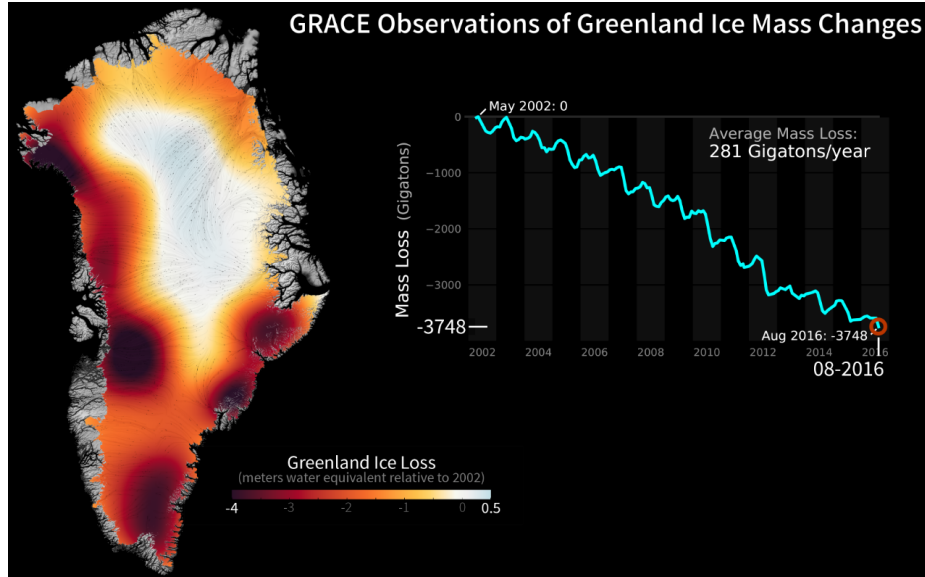 GRACE Observations of Greenland Ice Mass Changes
May 2002: 0
Average Mass Loss:
281 Gigatons/year
Mass Loss (Gigatons)
0
−1000
−2000
−3000
-3748
Aug 2016: -3748
2002 2004 2006 2008 2010 2012 2014 2016
08-2016
Greenland Ice Loss
(meters water equivalent relative to 2002)
-4 -3 -2 -1 0 0.5